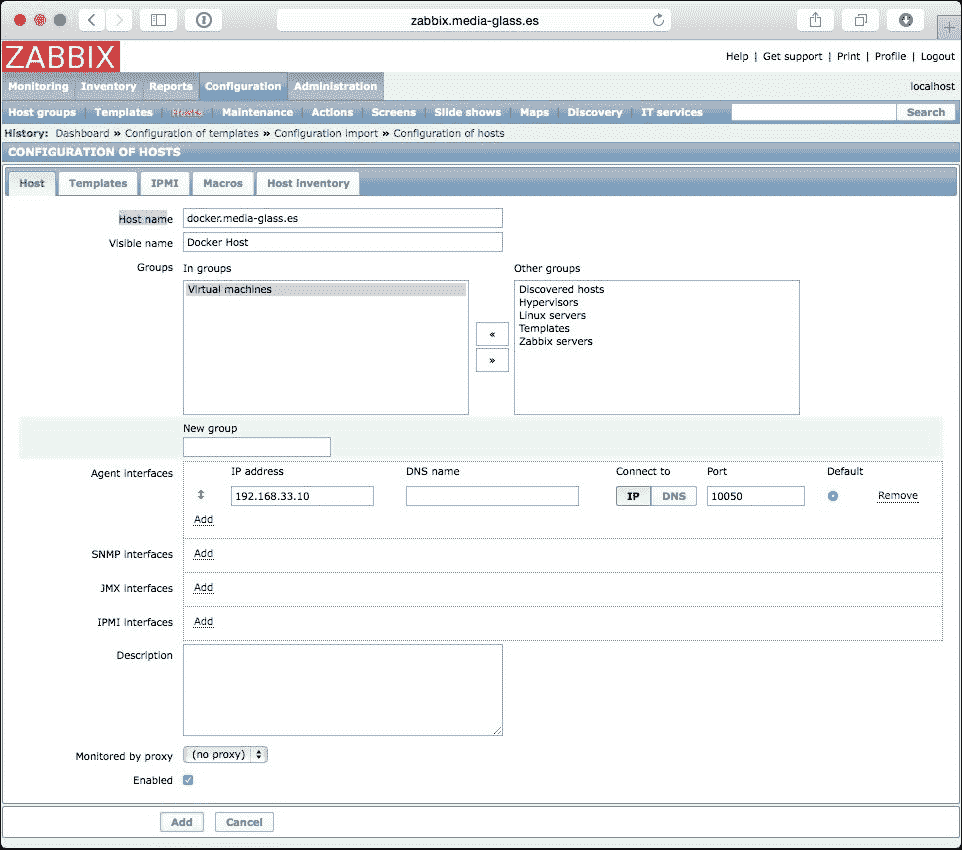 zabbix.media-glass.es
ZABBIX
Help | Get support | Print | Profile | Logout
Monitoring Inventory Reports Configuration Administration localhost
Host groups Templates Hosts Maintenance Actions Screens Slide shows Maps Discovery IT services Search
History: Dashboard » Configuration of templates » Configuration import » Configuration of hosts
CONFIGURATION OF HOSTS
Host Templates IPMI Macros Host inventory
Host name docker.media-glass.es
Visible name Docker Host
Groups In groups Other groups
Virtual machines Discovered hosts
Hypervisors
Linux servers
Templates
Zabbix servers
«
»
New group
Agent interfaces IP address DNS name Connect to Port Default
192.168.33.10 IP DNS 10050 Remove
Add
SNMP interfaces Add
JMX interfaces Add
IPMI interfaces Add
Description
Monitored by proxy (no proxy)
Enabled
Add Cancel